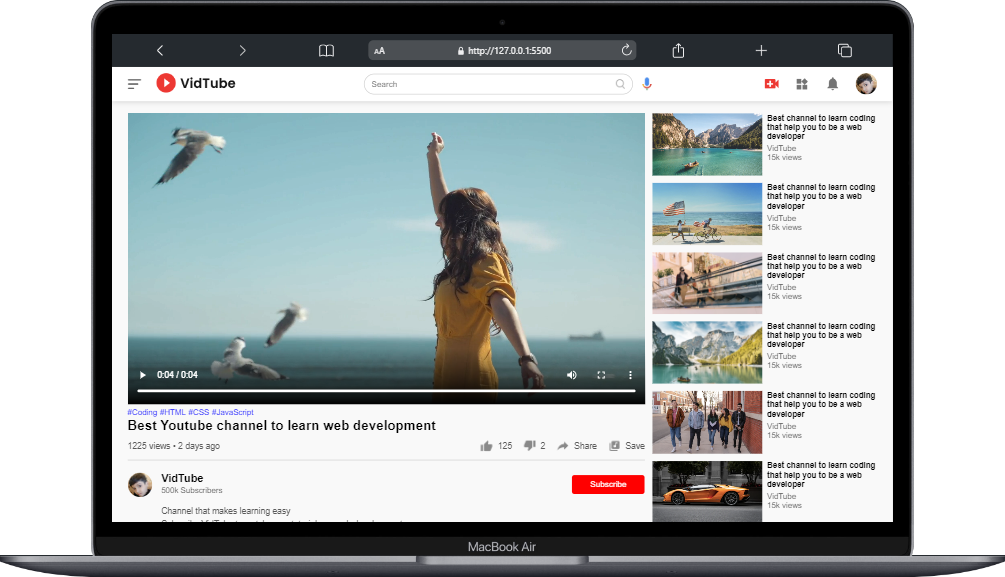 AA http://127.0.0.1:5500
VidTube
Search
Best channel to learn coding
that help you to be a web
developer
VidTube
15k views
Best channel to learn coding
that help you to be a web
developer
VidTube
15k views
Best channel to learn coding
that help you to be a web
developer
VidTube
15k views
Best channel to learn coding
that help you to be a web
developer
VidTube
15k views
Best channel to learn coding
that help you to be a web
developer
VidTube
15k views
Best channel to learn coding
that help you to be a web
developer
VidTube
15k views
0:04 / 0:04
#Coding #HTML #CSS #JavaScript
Best Youtube channel to learn web development
1225 views • 2 days ago
125
2
Share
Save
VidTube
500k Subscribers
Subscribe
Channel that makes learning easy
MacBook Air